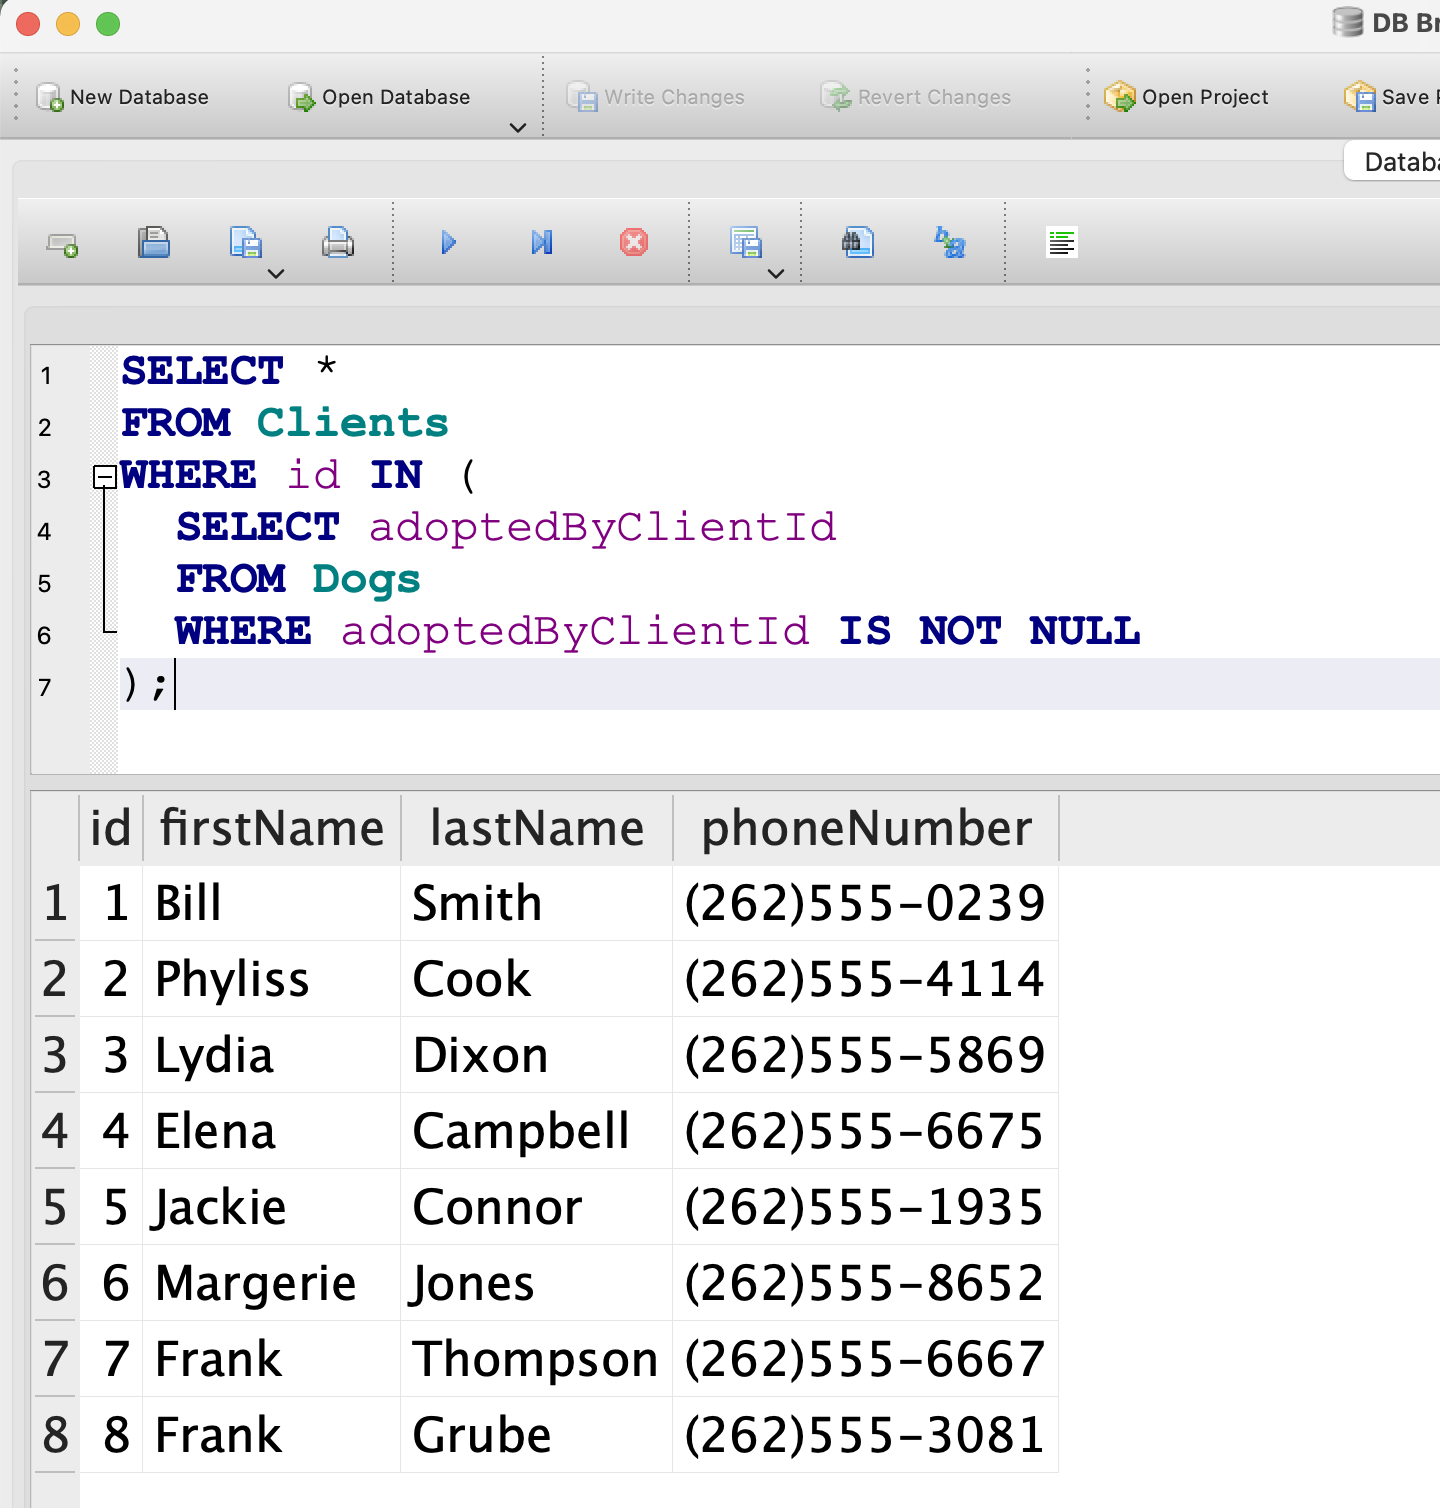 DB Br
New Database Open Database Write Changes Revert Changes Open Project Save P
Databa
1 SELECT *
2 FROM Clients
3 WHERE id IN (
4 SELECT adoptedByClientId
5 FROM Dogs
6 WHERE adoptedByClientId IS NOT NULL
7 );
id firstName lastName phoneNumber
1 1 Bill Smith (262)555-0239
2 2 Phyliss Cook (262)555-4114
3 3 Lydia Dixon (262)555-5869
4 4 Elena Campbell (262)555-6675
5 5 Jackie Connor (262)555-1935
6 6 Margerie Jones (262)555-8652
7 7 Frank Thompson (262)555-6667
8 8 Frank Grube (262)555-3081